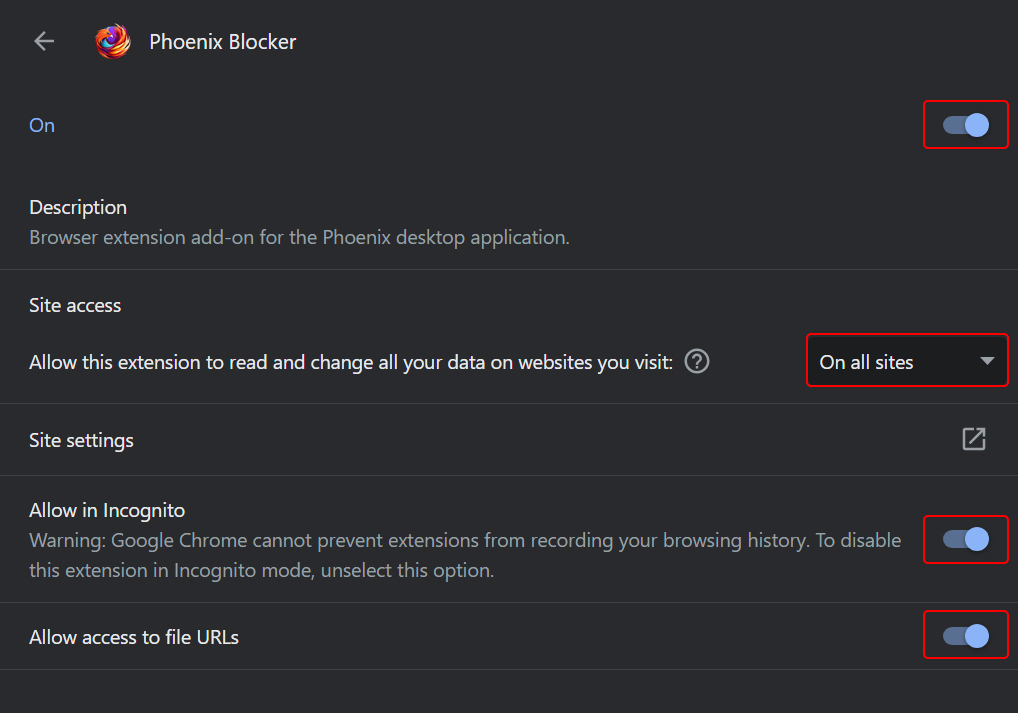 Phoenix Blocker
On
Description
Browser extension add-on for the Phoenix desktop application.
Site access
Allow this extension to read and change all your data on websites you visit:
On all sites
Site settings
Allow in Incognito
Warning: Google Chrome cannot prevent extensions from recording your browsing history. To disable
this extension in Incognito mode, unselect this option.
Allow access to file URLs